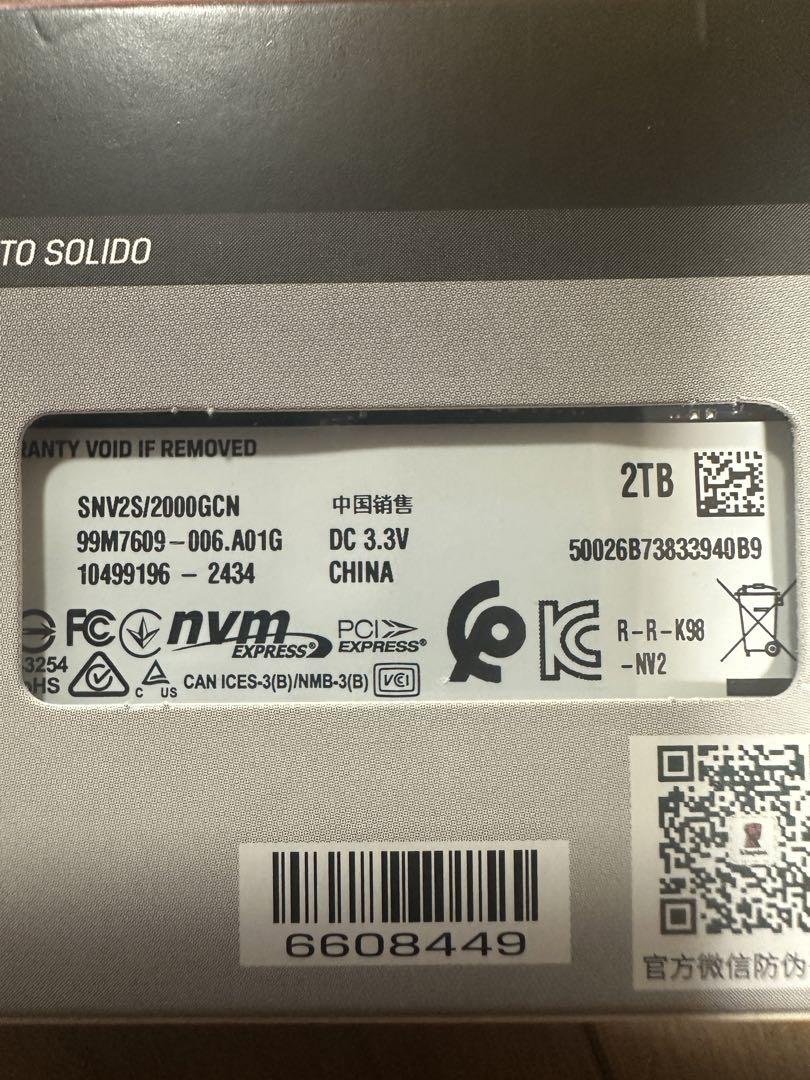 TO SOLIDO
RANTY VOID IF REMOVED
2TB
SNV2S/2000GCN
中国销售
99M7609-006.A01G
DC 3.3V
50026B73833940B9
10499196 - 2434
CHINA
FC
nvm
EXPRESS®
PCI
EXPRESS®
R-R-K98
-NV2
3254
HS
C
US
CAN ICES-3(B)/NMB-3(B)
VCI
6608449
官方微信防伪